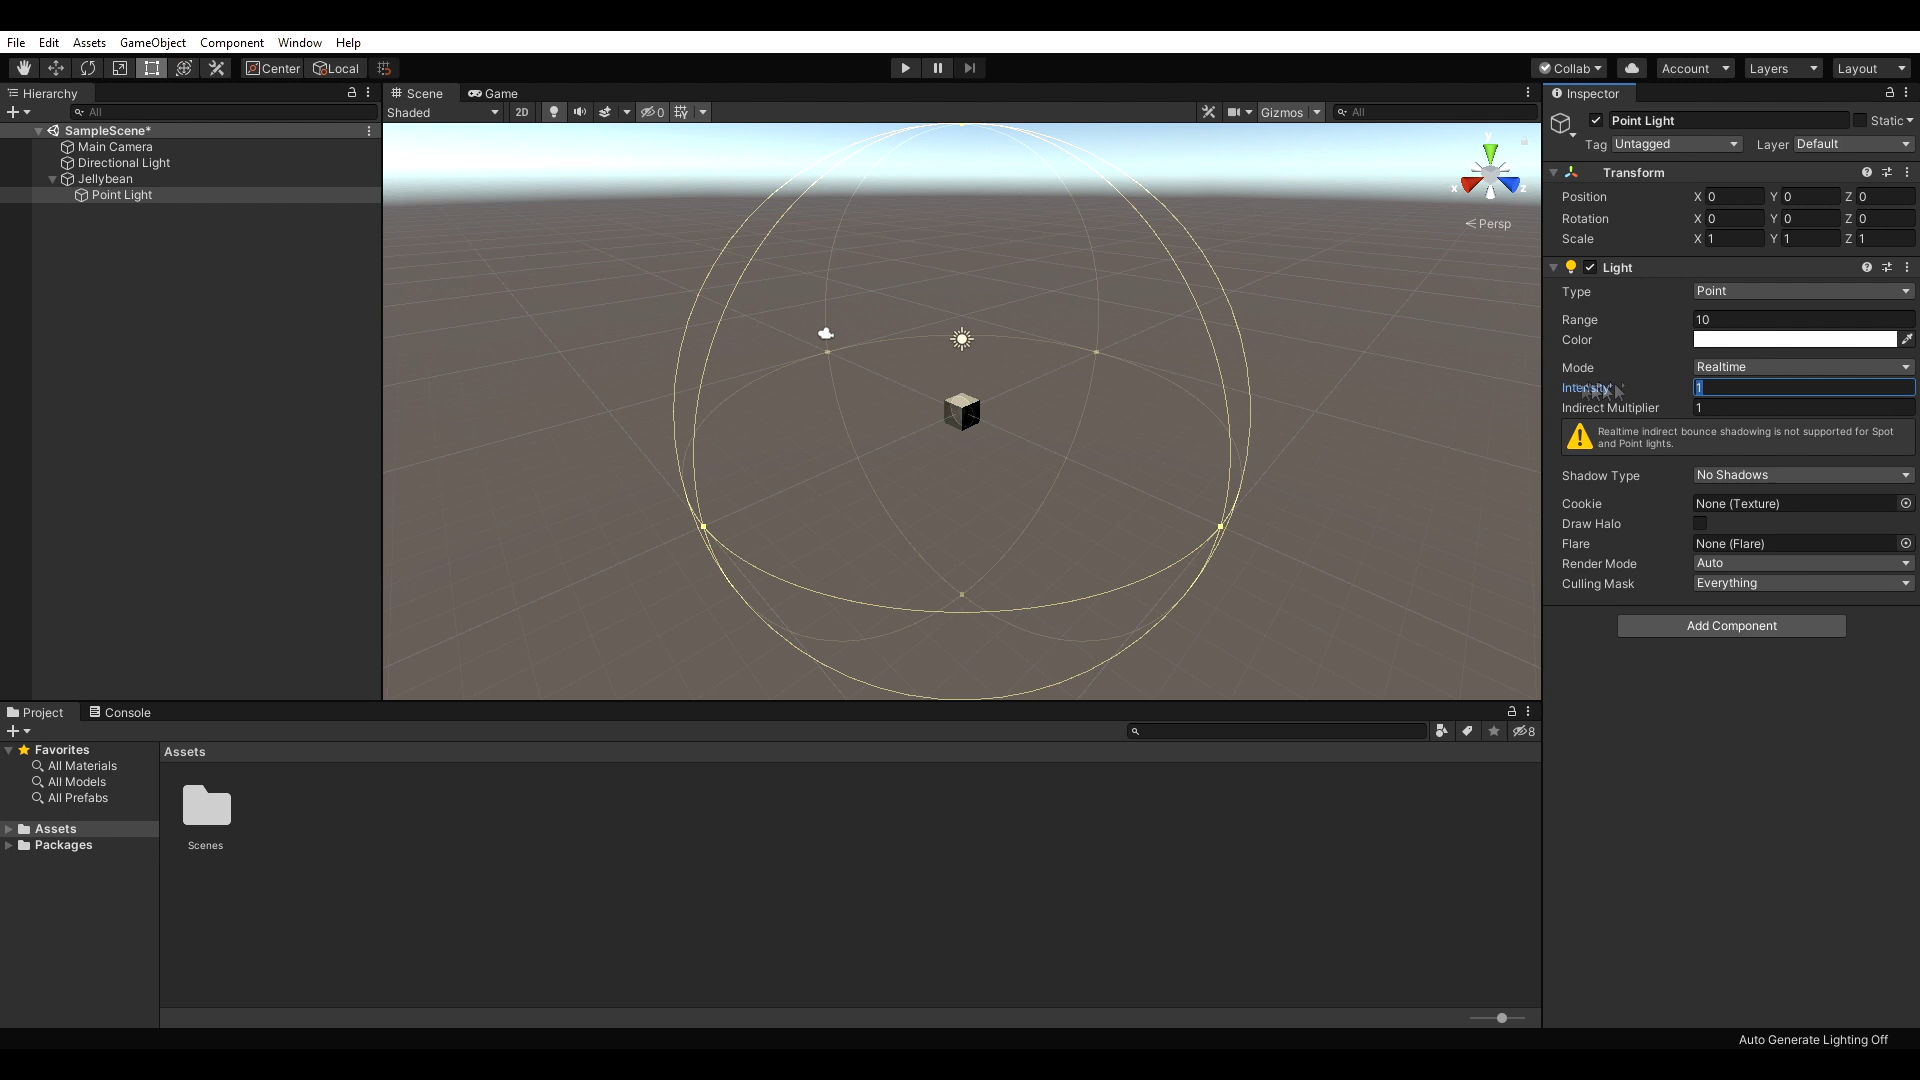 File Edit Assets GameObject Component Window Help
Center Local Collab Account Layers Layout
Hierarchy
All
SampleScene*
Main Camera
Directional Light
Jellybean
Point Light
Scene Game
Shaded 2D 0 Gizmos All
y
x z
Persp
Inspector
Point Light Static
Tag Untagged Layer Default
Transform
Position X 0 Y 0 Z 0
Rotation X 0 Y 0 Z 0
Scale X 1 Y 1 Z 1
Light
Type Point
Range 10
Color
Mode Realtime
Intensity 1
Indirect Multiplier 1
Realtime indirect bounce shadowing is not supported for Spot
and Point lights.
Shadow Type No Shadows
Cookie None (Texture)
Draw Halo
Flare None (Flare)
Render Mode Auto
Culling Mask Everything
Add Component
Project Console
8
Favorites
All Materials
All Models
All Prefabs
Assets
Packages
Assets
Scenes
Auto Generate Lighting Off